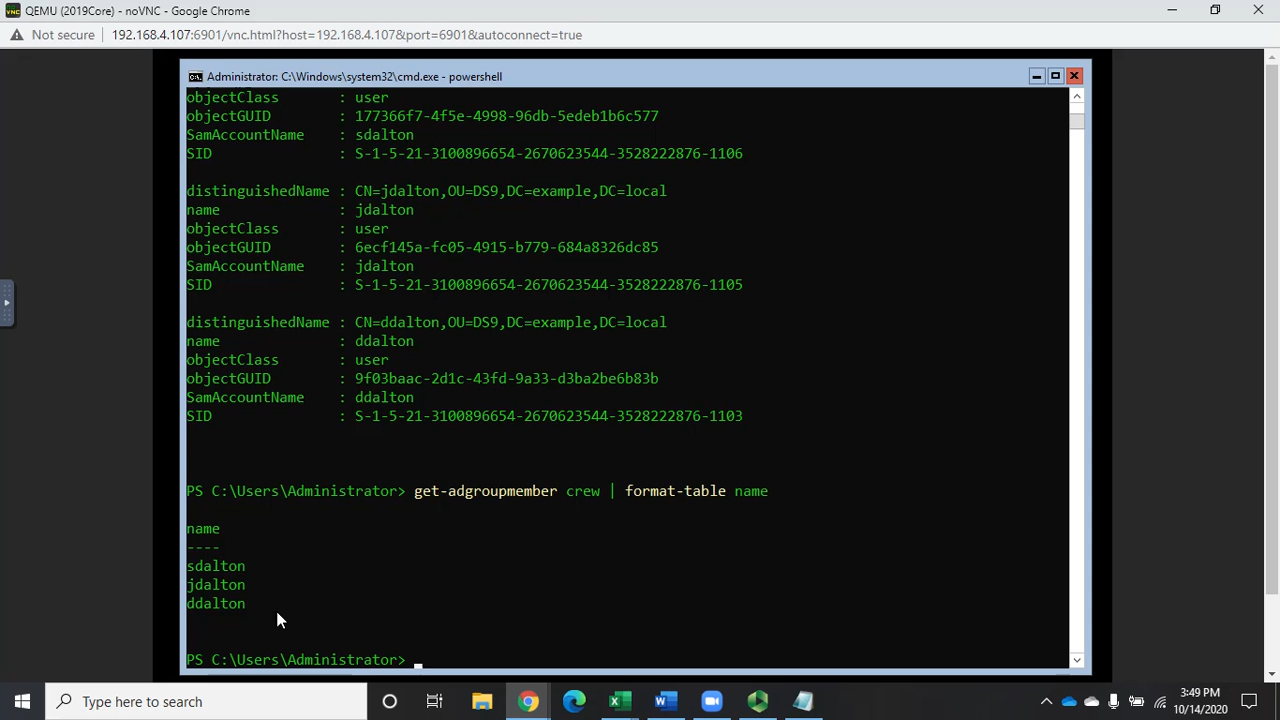 QEMU (2019Core) - noVNC - Google Chrome
Not secure 192.168.4.107:6901/vnc.html?host=192.168.4.107&port=6901&autoconnect=true
Administrator: C:\Windows\system32\cmd.exe - powershell
objectClass : user
objectGUID : 177366f7-4f5e-4998-96db-5edeb1b6c577
SamAccountName : sdalton
SID : S-1-5-21-3100896654-2670623544-3528222876-1106
distinguishedName : CN=jdalton,OU=DS9,DC=example,DC=local
name : jdalton
objectClass : user
objectGUID : 6ecf145a-fc05-4915-b779-684a8326dc85
SamAccountName : jdalton
SID : S-1-5-21-3100896654-2670623544-3528222876-1105
distinguishedName : CN=ddalton,OU=DS9,DC=example,DC=local
name : ddalton
objectClass : user
objectGUID : 9f03baac-2d1c-43fd-9a33-d3ba2be6b83b
SamAccountName : ddalton
SID : S-1-5-21-3100896654-2670623544-3528222876-1103
PS C:\Users\Administrator> get-adgroupmember crew | format-table name
name
----
sdalton
jdalton
ddalton
PS C:\Users\Administrator>
Type here to search
3:49 PM
10/14/2020